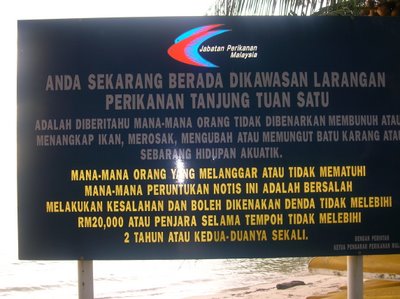 Jabatan Perikanan
Malaysia
ANDA SEKARANG BERADA DIKAWASAN LARANGAN
PERIKANAN TANJUNG TUAN SATU
ADALAH DIBERITAHU MANA-MANA ORANG TIDAK DIBENARKAN MEMBUNUH ATAU
MENANGKAP IKAN, MEROSAK, MENGUBAH ATAU MEMUNGUT BATU KARANG ATAU
SEBARANG HIDUPAN AKUATIK.
MANA-MANA ORANG YANG MELANGGAR ATAU TIDAK MEMATUHI
MANA-MANA PERUNTUKAN NOTIS INI ADALAH BERSALAH
MELAKUKAN KESALAHAN DAN BOLEH DIKENAKAN DENDA TIDAK MELEBIHI
RM20,000 ATAU PENJARA SELAMA TEMPOH TIDAK MELEBIHI
2 TAHUN ATAU KEDUA-DUANYA SEKALI.
DENGAN PERINTAH
KETUA PENGARAH PERIKANAN